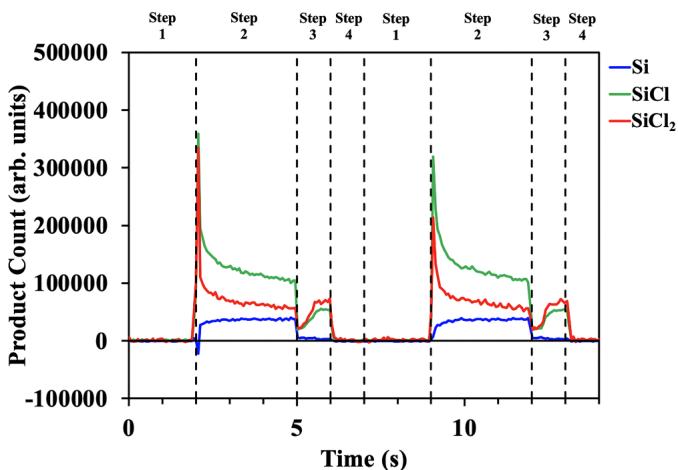 Step Step Step Step Step Step Step Step
1 2 3 4 1 2 3 4
500000
400000
300000
200000
100000
0
-100000
Product Count (arb. units)
0 5 10
Time (s)
Si
SiCl
SiCl₂